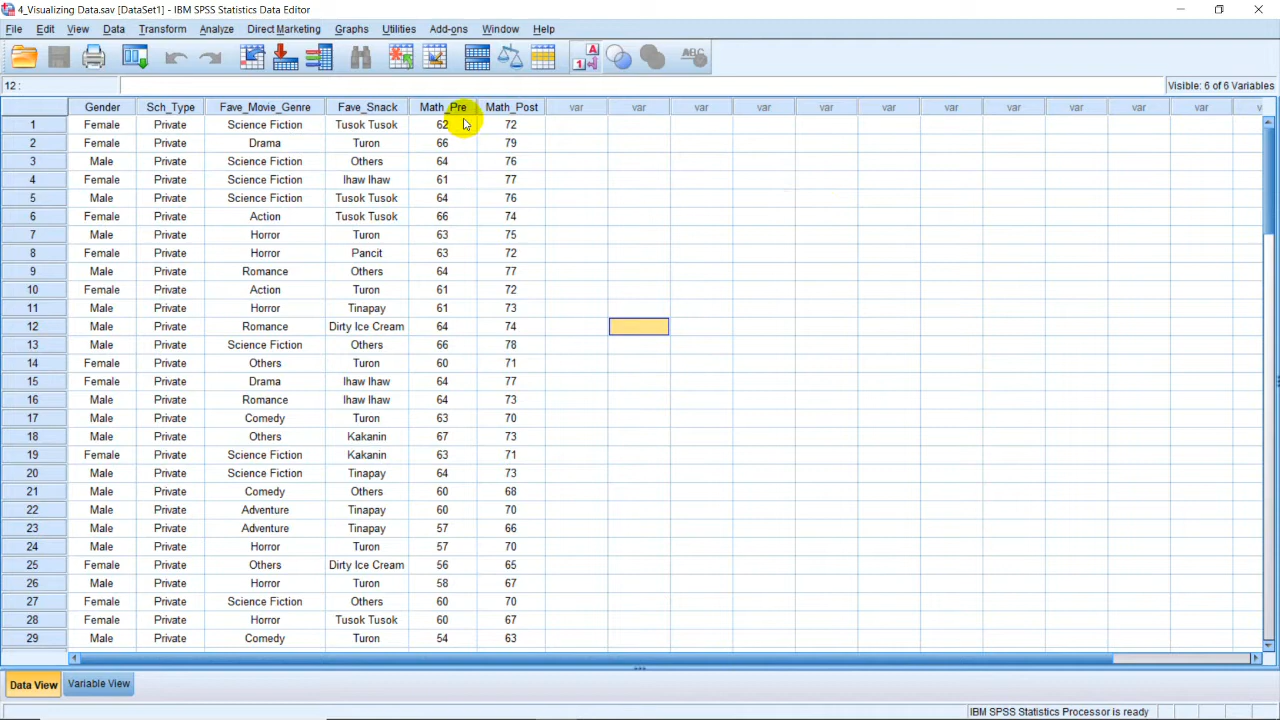 4_Visualizing Data.sav [DataSet1] - IBM SPSS Statistics Data Editor
File Edit View Data Transform Analyze Direct Marketing Graphs Utilities Add-ons Window Help
A 1 ABC
12 : Visible: 6 of 6 Variables
Gender Sch_Type Fave_Movie_Genre Fave_Snack Math_Pre Math_Post var var var var var var var var var var var v
1 Female Private Science Fiction Tusok Tusok 62 72
2 Female Private Drama Turon 66 79
3 Male Private Science Fiction Others 64 76
4 Female Private Science Fiction Ihaw Ihaw 61 77
5 Male Private Science Fiction Tusok Tusok 64 76
6 Female Private Action Tusok Tusok 66 74
7 Male Private Horror Turon 63 75
8 Female Private Horror Pancit 63 72
9 Male Private Romance Others 64 77
10 Female Private Action Turon 61 72
11 Male Private Horror Tinapay 61 73
12 Male Private Romance Dirty Ice Cream 64 74
13 Male Private Science Fiction Others 66 78
14 Female Private Others Turon 60 71
15 Female Private Drama Ihaw Ihaw 64 77
16 Male Private Romance Ihaw Ihaw 64 73
17 Male Private Comedy Turon 63 70
18 Male Private Others Kakanin 67 73
19 Female Private Science Fiction Kakanin 63 71
20 Male Private Science Fiction Tinapay 64 73
21 Male Private Comedy Others 60 68
22 Male Private Adventure Tinapay 60 70
23 Male Private Adventure Tinapay 57 66
24 Male Private Horror Turon 57 70
25 Female Private Others Dirty Ice Cream 56 65
26 Male Private Horror Turon 58 67
27 Female Private Science Fiction Others 60 70
28 Female Private Horror Tusok Tusok 60 67
29 Male Private Comedy Turon 54 63
Data View Variable View
IBM SPSS Statistics Processor is ready